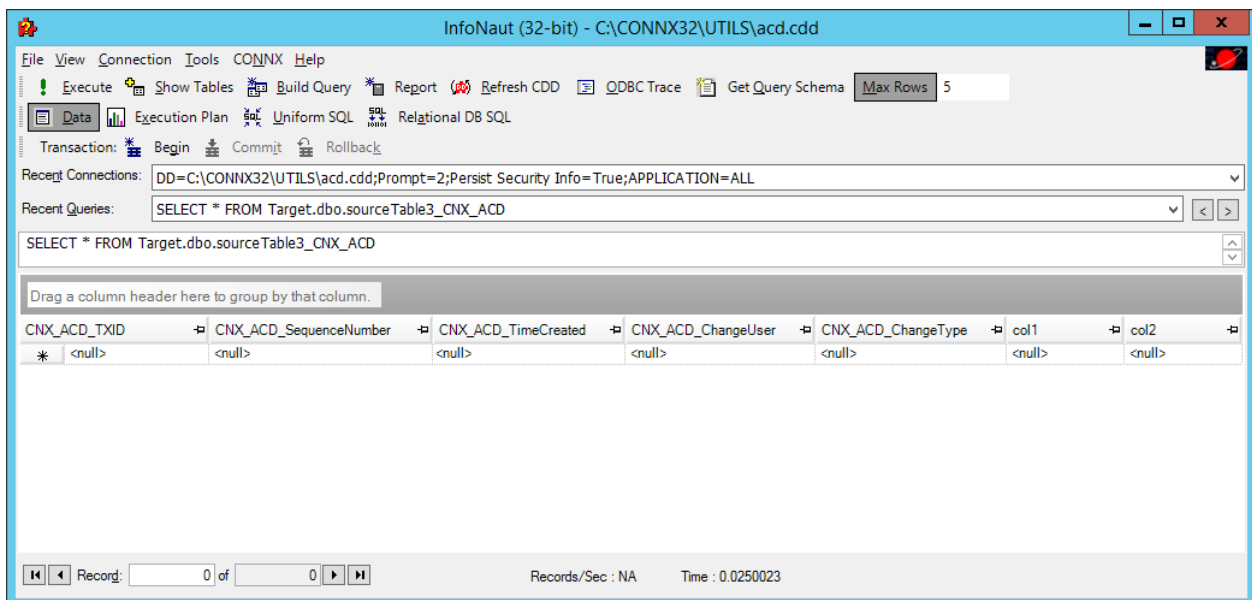 InfoNaut (32-bit) - C:\CONNX32\UTILS\acd.cdd
File View Connection Tools CONNX Help
Execute Show Tables Build Query Report Refresh CDD ODBC Trace Get Query Schema Max Rows 5
Data Execution Plan Uniform SQL Relational DB SQL
Transaction: Begin Commit Rollback
Recent Connections: DD=C:\CONNX32\UTILS\acd.cdd;Prompt=2;Persist Security Info=True;APPLICATION=ALL
Recent Queries: SELECT * FROM Target.dbo.sourceTable3_CNX_ACD
SELECT * FROM Target.dbo.sourceTable3_CNX_ACD
Drag a column header here to group by that column.
CNX_ACD_TXID CNX_ACD_SequenceNumber CNX_ACD_TimeCreated CNX_ACD_ChangeUser CNX_ACD_ChangeType col1 col2
<null> <null> <null> <null> <null> <null> <null>
Record: 0 of 0 Records/Sec : NA Time : 0.0250023